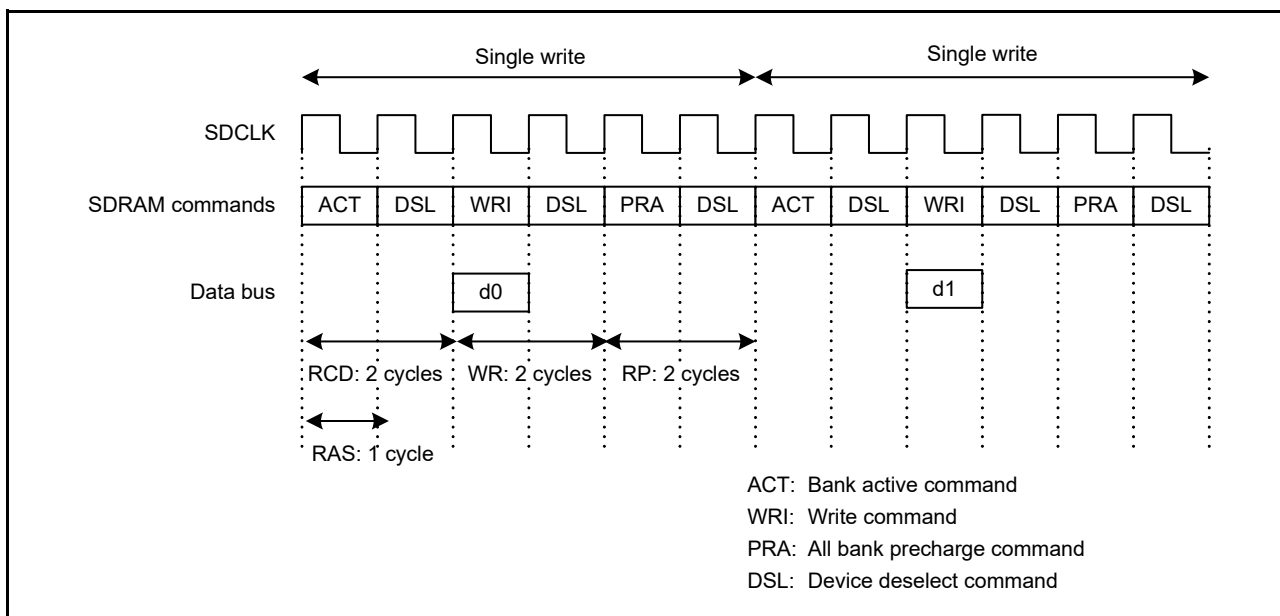 Single write Single write
SDCLK
SDRAM commands ACT DSL WRI DSL PRA DSL ACT DSL WRI DSL PRA DSL
Data bus d0 d1
RCD: 2 cycles WR: 2 cycles RP: 2 cycles
RAS: 1 cycle
ACT: Bank active command
WRI: Write command
PRA: All bank precharge command
DSL: Device deselect command